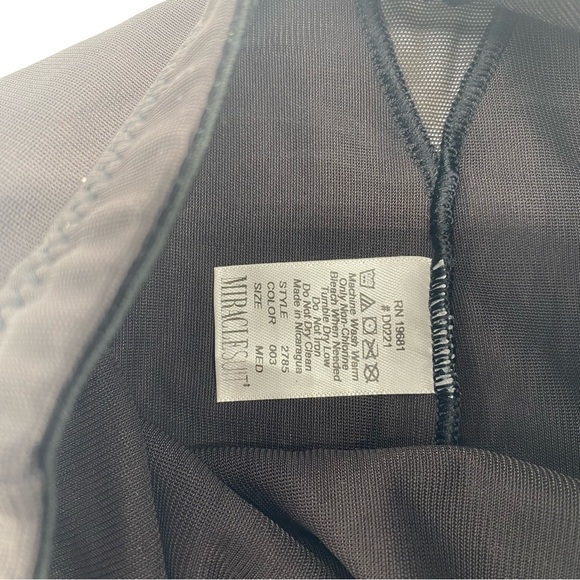 RN 19681
# D0221
Machine Wash Warm
Only Non-Chlorine
Bleach When Needed
Tumble Dry Low
Do Not Iron
Do Not Dry Clean
Made in Nicaragua
STYLE 2785
COLOR 003
SIZE MED
MIRACLESUIT